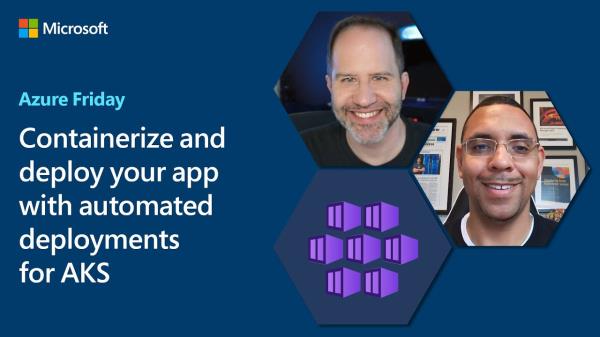 Microsoft
Azure Friday
Containerize and
deploy your app
with automated
deployments
for AKS